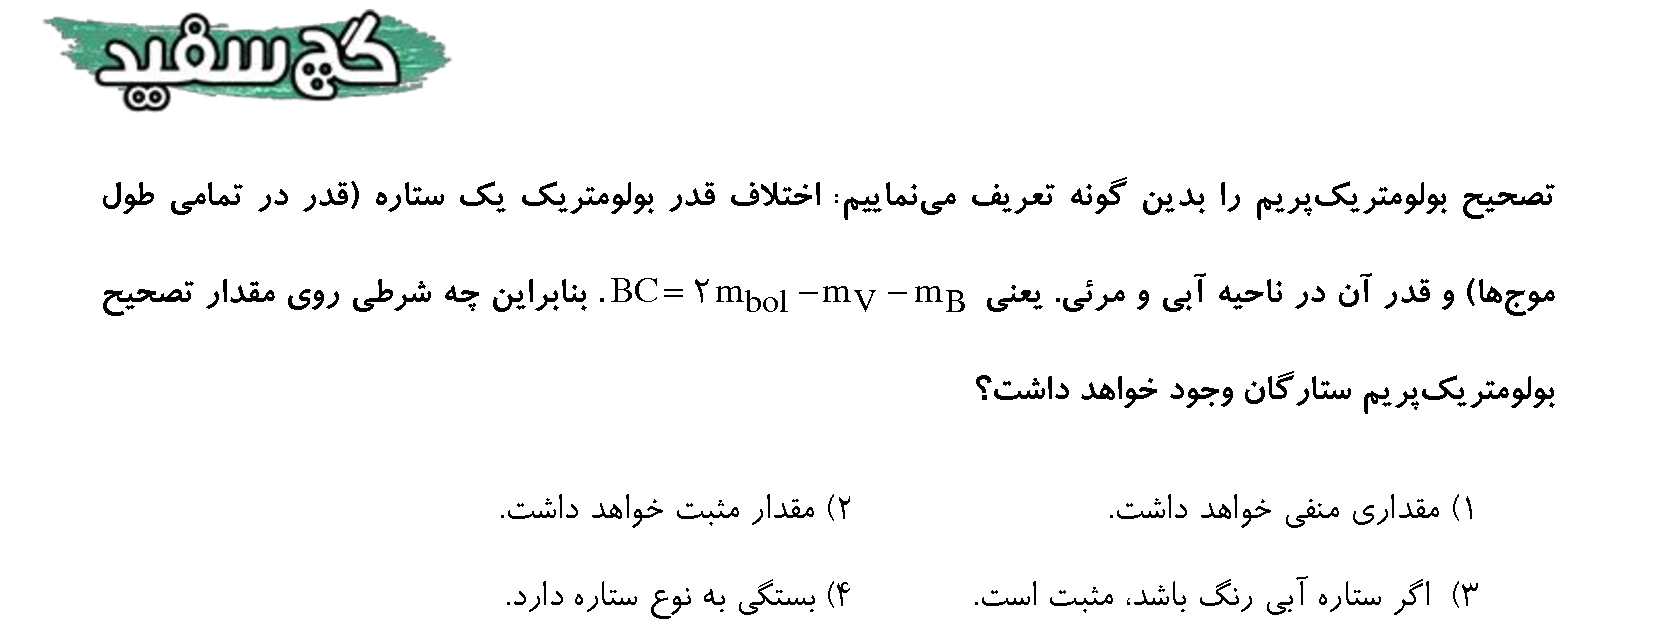 گچ سفید
تصحیح بولومتریک‌پریم را بدین گونه تعریف می‌نماییم: اختلاف قدر بولومتریک یک ستاره (قدر در تمامی طول
موج‌ها) و قدر آن در ناحیه آبی و مرئی. یعنی BC=۲m_bol −m_V −m_B. بنابراین چه شرطی روی مقدار تصحیح
بولومتریک‌پریم ستارگان وجود خواهد داشت؟
۱) مقداری منفی خواهد داشت. ۲) مقدار مثبت خواهد داشت.
۳) اگر ستاره آبی رنگ باشد، مثبت است. ۴) بستگی به نوع ستاره دارد.